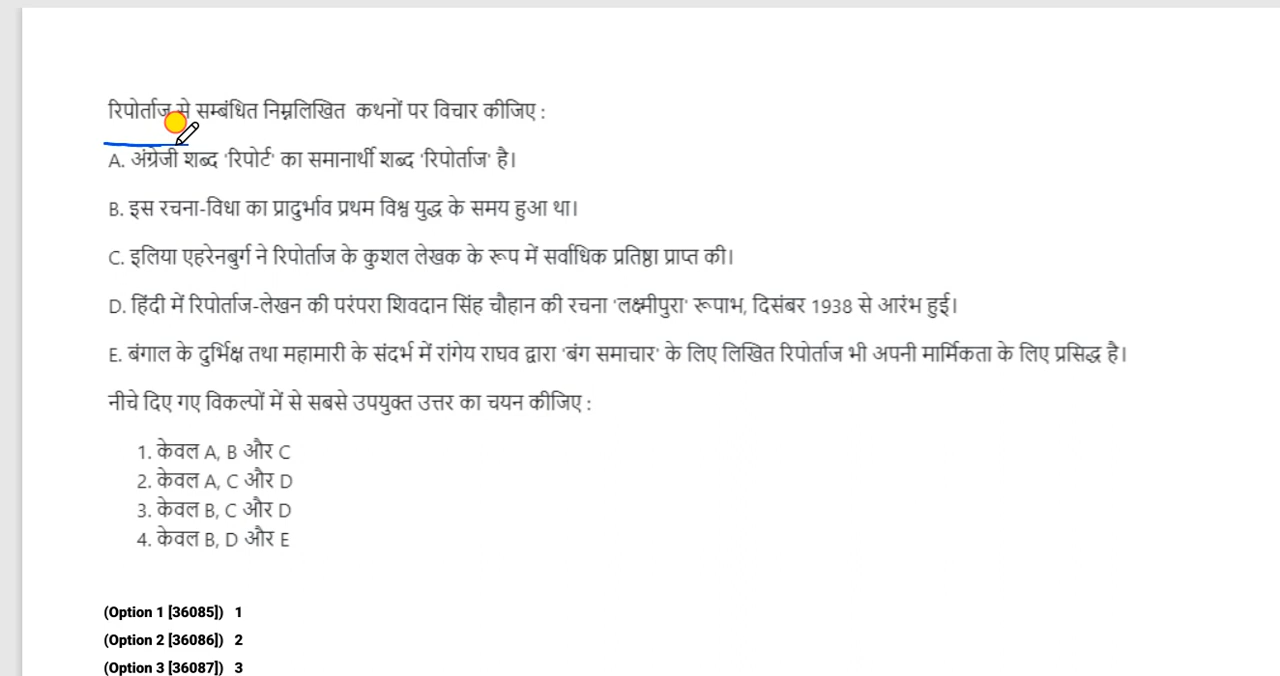 रिपोर्ताज से सम्बंधित निम्नलिखित कथनों पर विचार कीजिए :
A. अंग्रेजी शब्द 'रिपोर्ट' का समानार्थी शब्द 'रिपोर्ताज' है।
B. इस रचना-विधा का प्रादुर्भाव प्रथम विश्व युद्ध के समय हुआ था।
C. इलिया एहरेनबुर्ग ने रिपोर्ताज के कुशल लेखक के रूप में सर्वाधिक प्रतिष्ठा प्राप्त की।
D. हिंदी में रिपोर्ताज-लेखन की परंपरा शिवदान सिंह चौहान की रचना 'लक्ष्मीपुरा' रूपाभ, दिसंबर 1938 से आरंभ हुई।
E. बंगाल के दुर्भिक्ष तथा महामारी के संदर्भ में रांगेय राघव द्वारा 'बंग समाचार' के लिए लिखित रिपोर्ताज भी अपनी मार्मिकता के लिए प्रसिद्ध है।
नीचे दिए गए विकल्पों में से सबसे उपयुक्त उत्तर का चयन कीजिए :
1. केवल A, B और C
2. केवल A, C और D
3. केवल B, C और D
4. केवल B, D और E
(Option 1 [36085]) 1
(Option 2 [36086]) 2
(Option 3 [36087]) 3